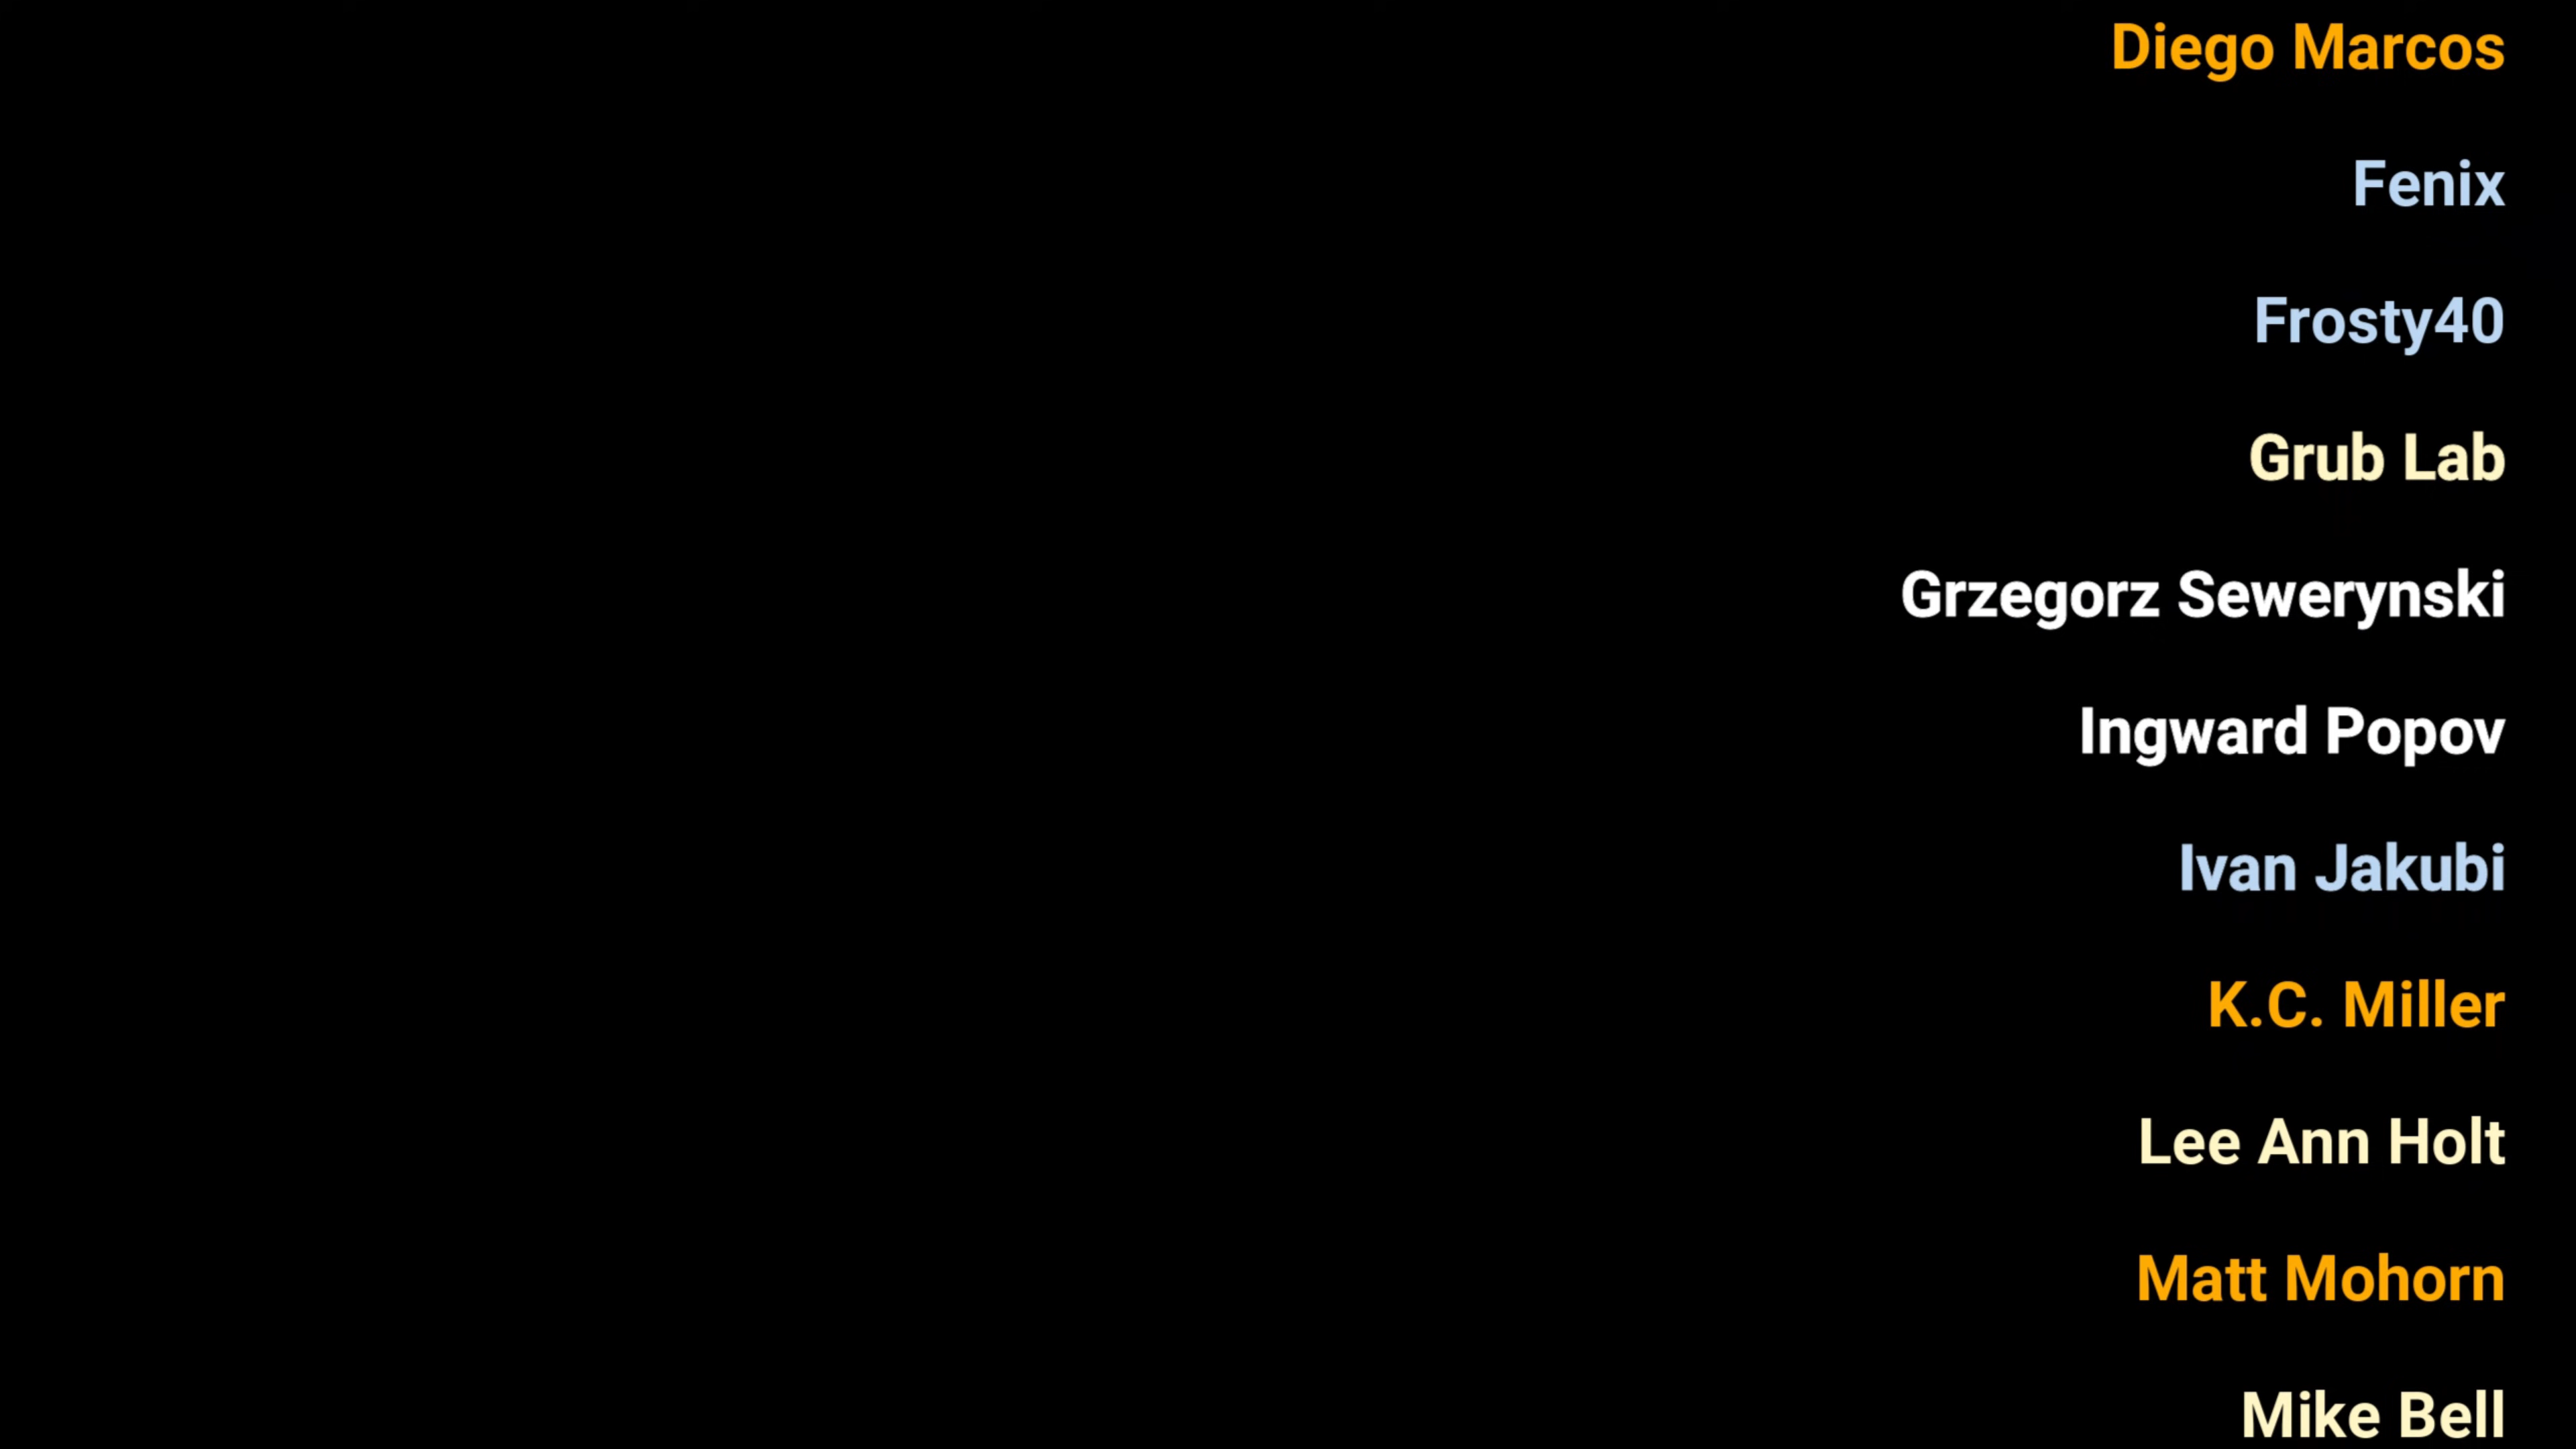 Diego Marcos
Fenix
Frosty40
Grub Lab
Grzegorz Sewerynski
Ingward Popov
Ivan Jakubi
K.C. Miller
Lee Ann Holt
Matt Mohorn
Mike Bell